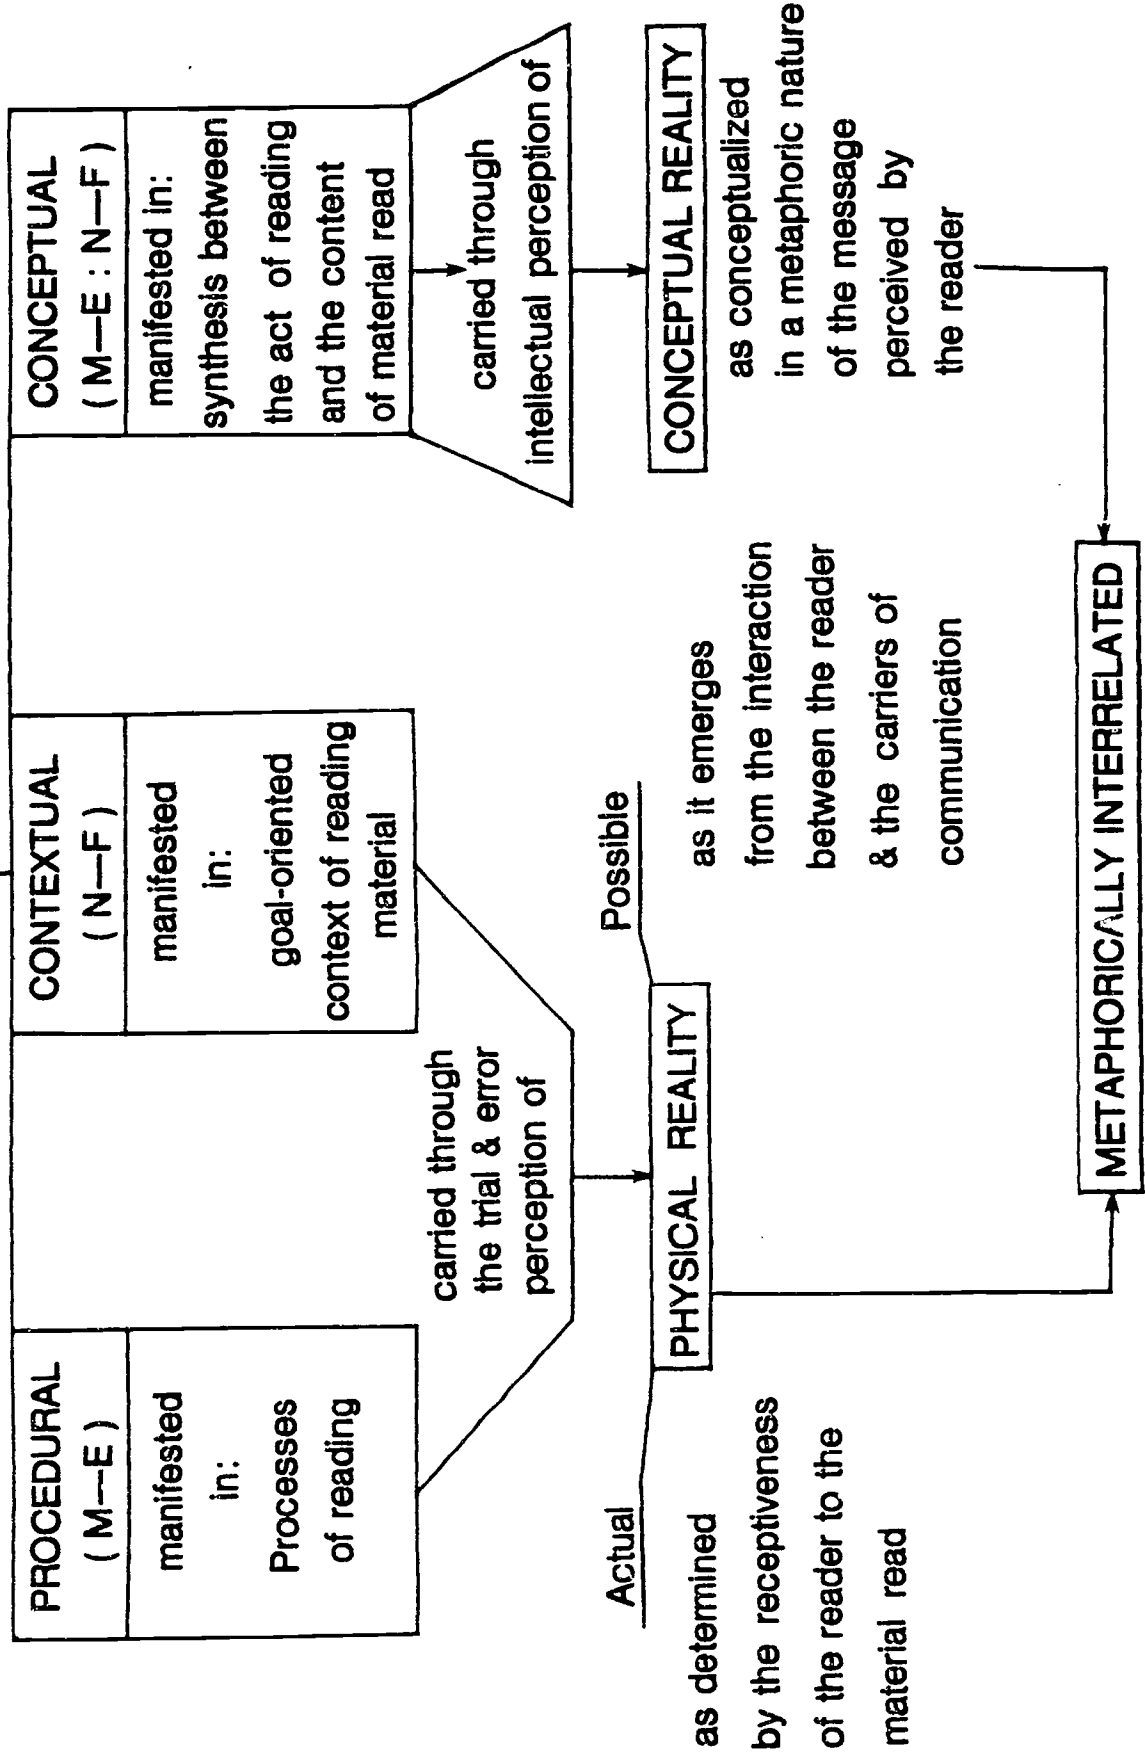 PROCEDURAL
( M—E )
manifested
in:
Processes
of reading
CONTEXTUAL
( N—F )
manifested
in:
goal-oriented
context of reading
material
CONCEPTUAL
( M—E : N—F )
manifested in:
synthesis between
the act of reading
and the content
of material read
carried through
the trial & error
perception of
carried through
intellectual perception of
Actual
PHYSICAL REALITY
Possible
CONCEPTUAL REALITY
as determined
by the receptiveness
of the reader to the
material read
as it emerges
from the interaction
between the reader
& the carriers of
communication
as conceptualized
in a metaphoric nature
of the message
perceived by
the reader
METAPHORICALLY INTERRELATED